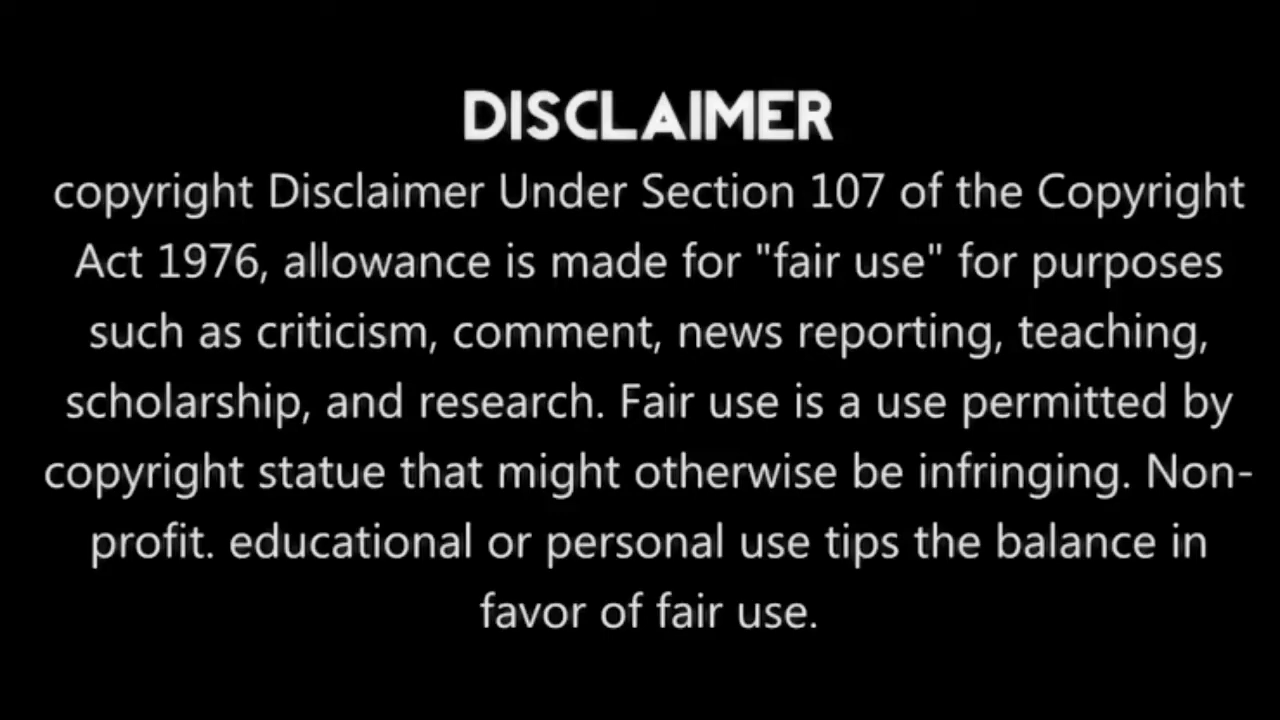 DISCLAIMER
copyright Disclaimer Under Section 107 of the Copyright
Act 1976, allowance is made for "fair use" for purposes
such as criticism, comment, news reporting, teaching,
scholarship, and research. Fair use is a use permitted by
copyright statue that might otherwise be infringing. Non-
profit. educational or personal use tips the balance in
favor of fair use.